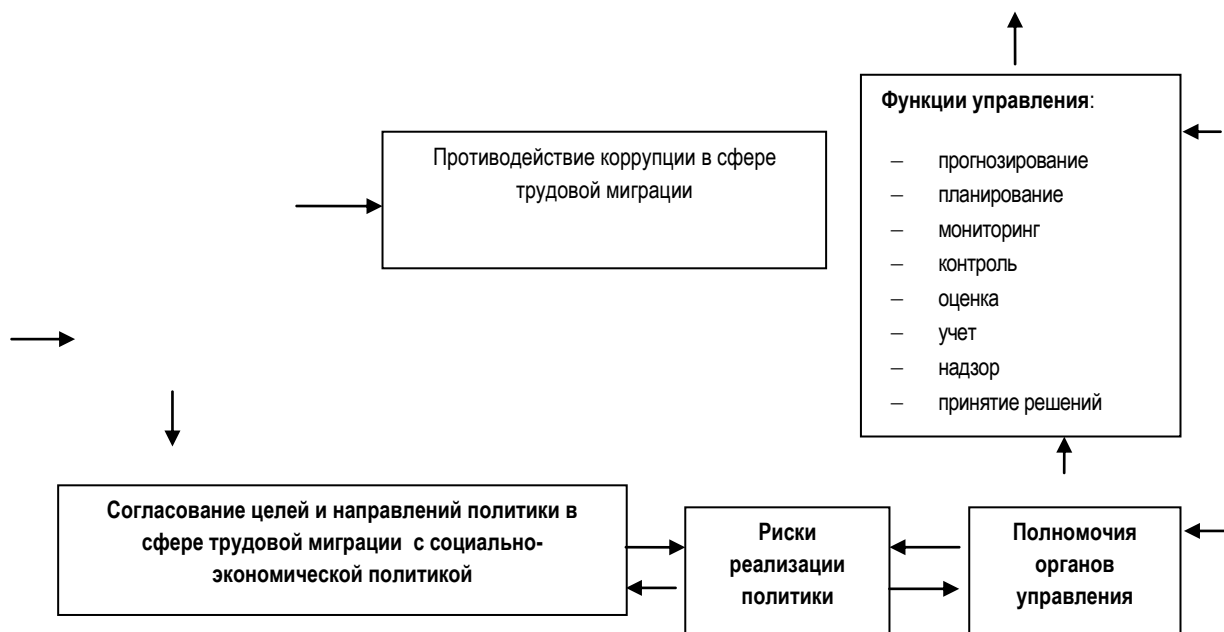 Функции управления:
– прогнозирование
– планирование
– мониторинг
– контроль
– оценка
– учет
– надзор
– принятие решений
Противодействие коррупции в сфере
трудовой миграции
Согласование целей и направлений политики в
сфере трудовой миграции с социально-
экономической политикой
Риски
реализации
политики
Полномочия
органов
управления